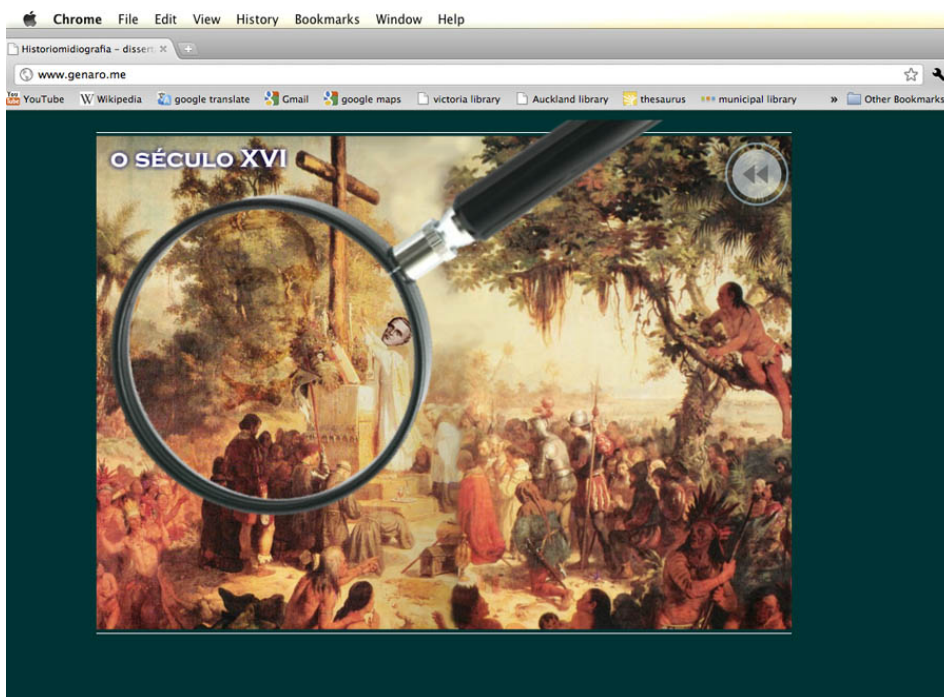 Chrome File Edit View History Bookmarks Window Help
Historiomidiografia – dissert
www.genaro.me
YouTube Wikipedia google translate Gmail google maps victoria library Auckland library thesaurus municipal library » Other Bookmarks
O SÉCULO XVI